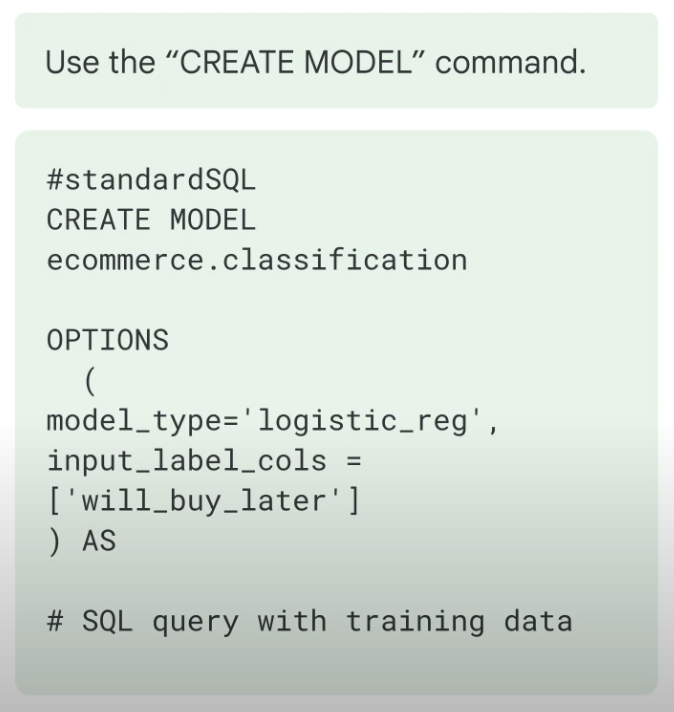 Use the “CREATE MODEL” command.
#standardSQL
CREATE MODEL
ecommerce.classification
OPTIONS
(
model_type='logistic_reg',
input_label_cols =
['will_buy_later']
) AS
# SQL query with training data